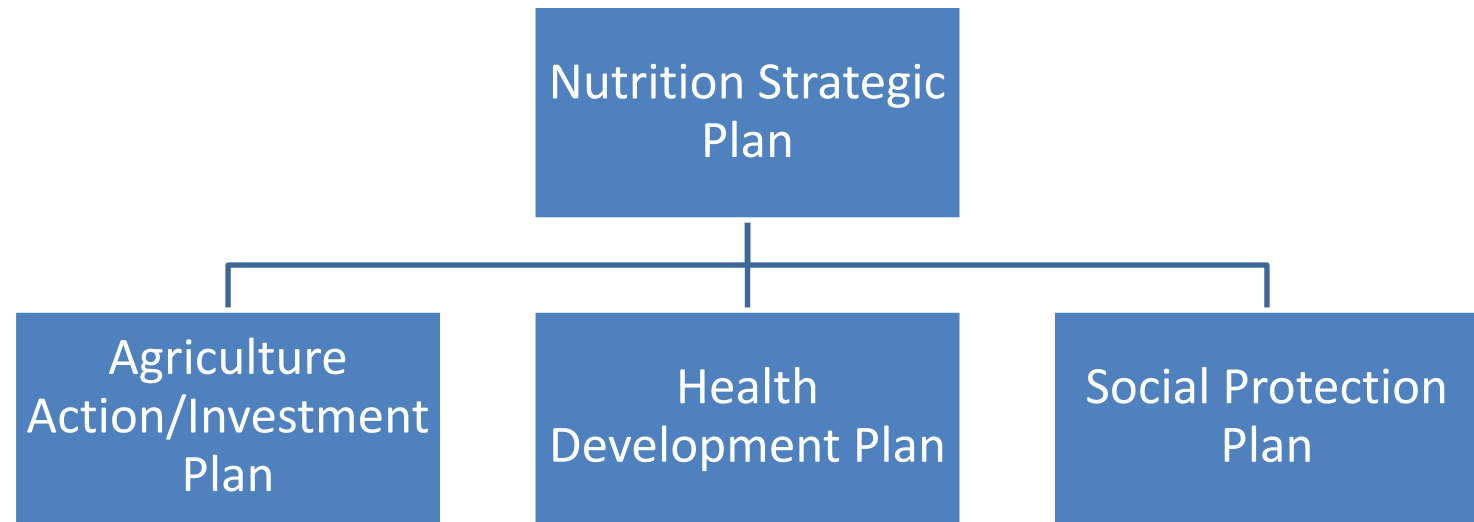 Nutrition Strategic
Plan
Agriculture
Action/Investment
Plan
Health
Development Plan
Social Protection
Plan